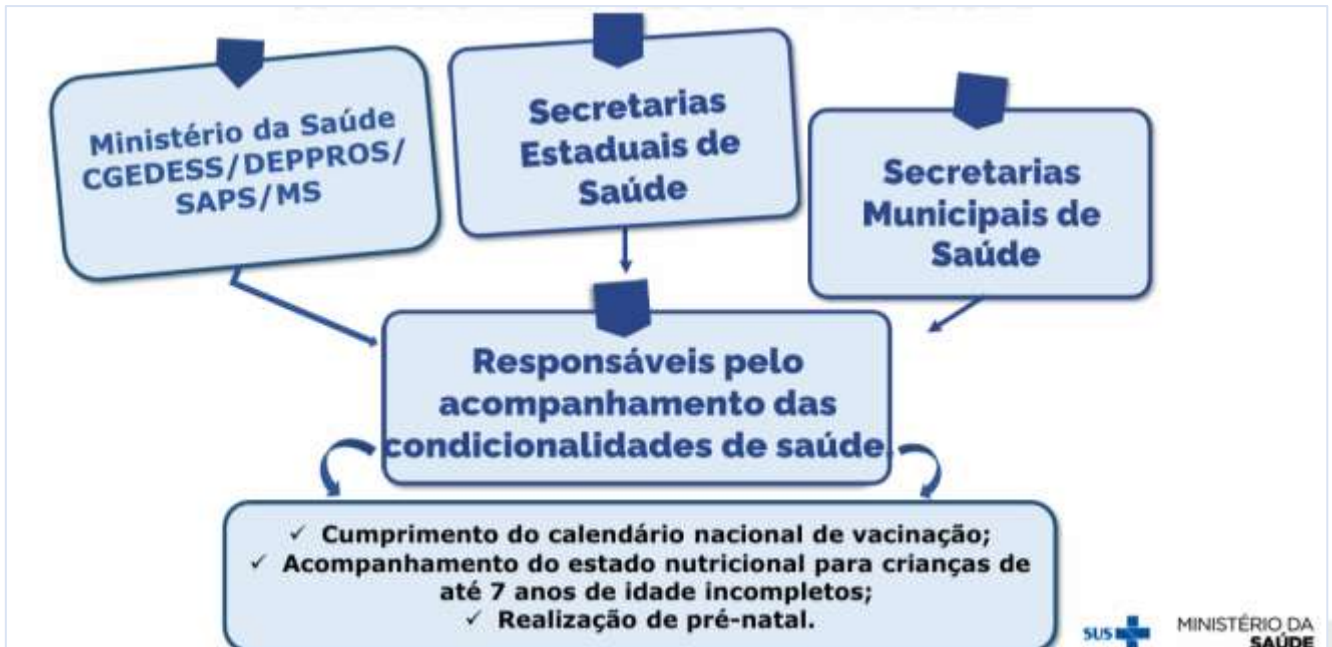 Ministério da Saúde
CGEDESS/DEPPROS/
SAPS/MS
Secretarias
Estaduais de
Saúde
Secretarias
Municipais de
Saúde
Responsáveis pelo
acompanhamento das
condicionalidades de saúde.
✓ Cumprimento do calendário nacional de vacinação;
✓ Acompanhamento do estado nutricional para crianças de
até 7 anos de idade incompletos;
✓ Realização de pré-natal.
SUS
MINISTÉRIO DA
SAÚDE